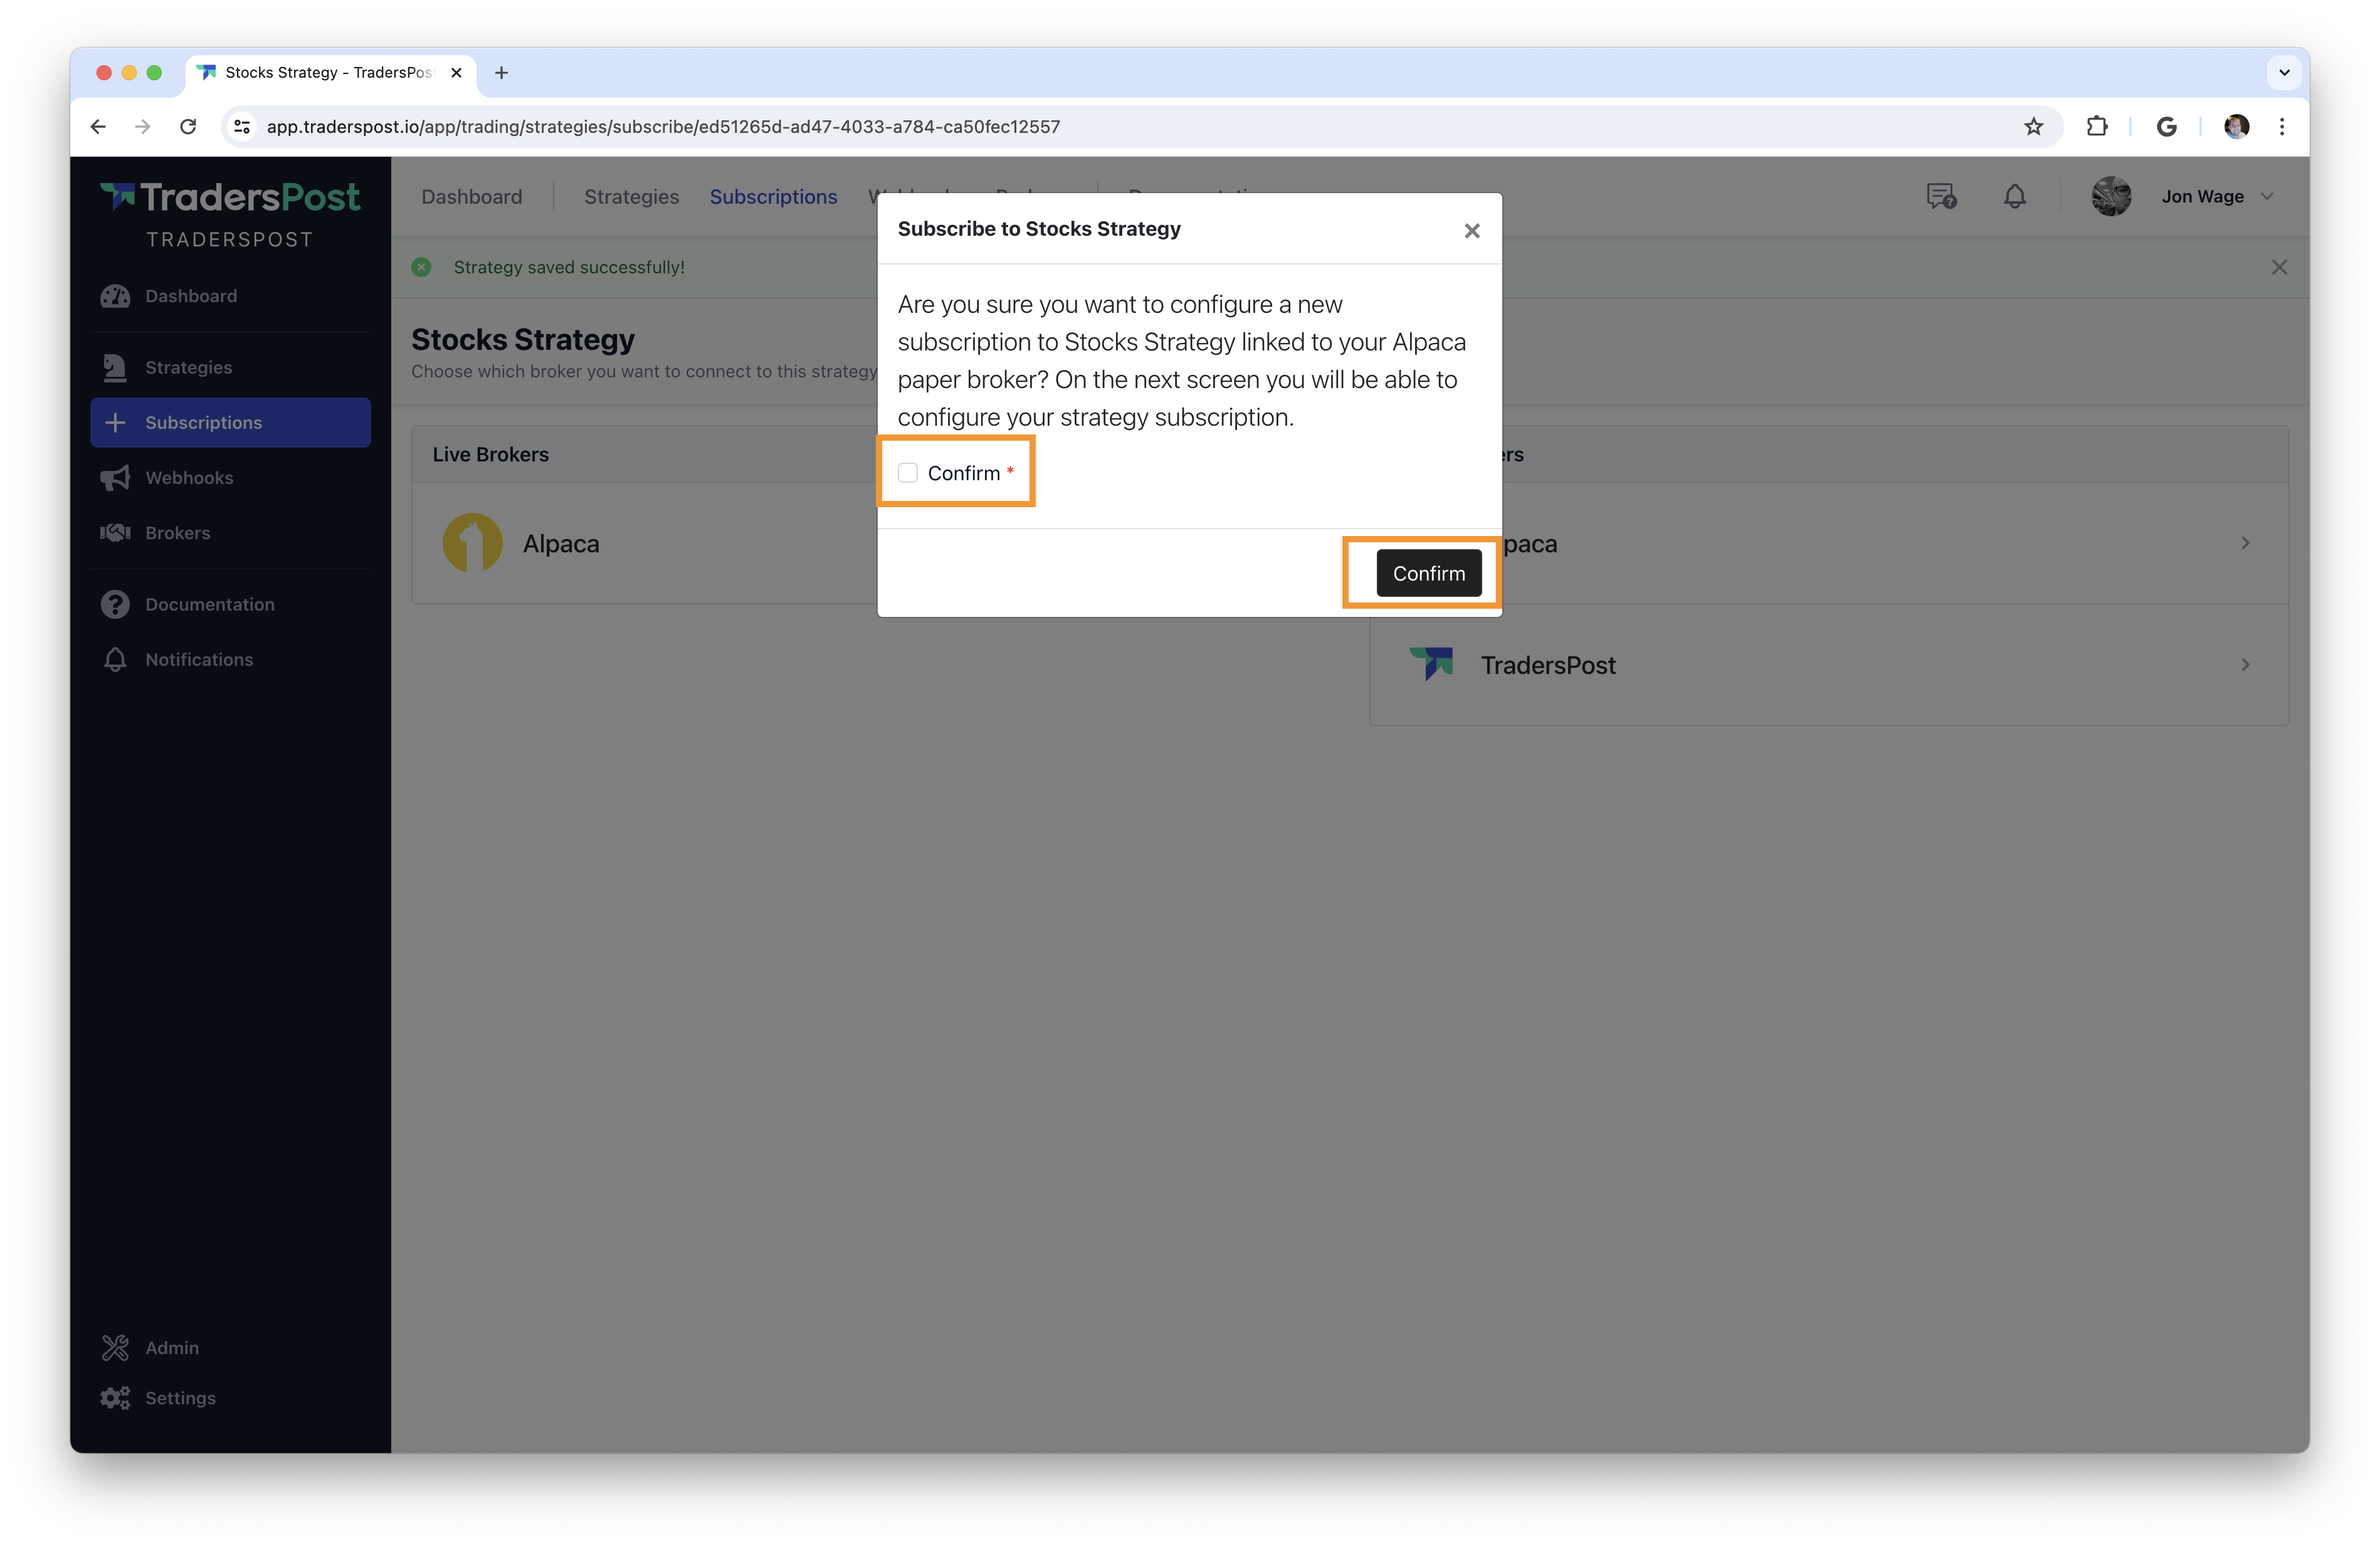 Stocks Strategy - TradersPos
app.traderspost.io/app/trading/strategies/subscribe/ed51265d-ad47-4033-a784-ca50fec12557
TradersPost
TRADERSPOST
Dashboard
Strategies
Subscriptions
Webhooks
Brokers
Documentation
Notifications
Admin
Settings
Dashboard
Strategies
Subscriptions
Jon Wage
Strategy saved successfully!
Stocks Strategy
Choose which broker you want to connect to this strategy
Live Brokers
Alpaca
ers
paca
TradersPost
Subscribe to Stocks Strategy
Are you sure you want to configure a new
subscription to Stocks Strategy linked to your Alpaca
paper broker? On the next screen you will be able to
configure your strategy subscription.
Confirm *
Confirm